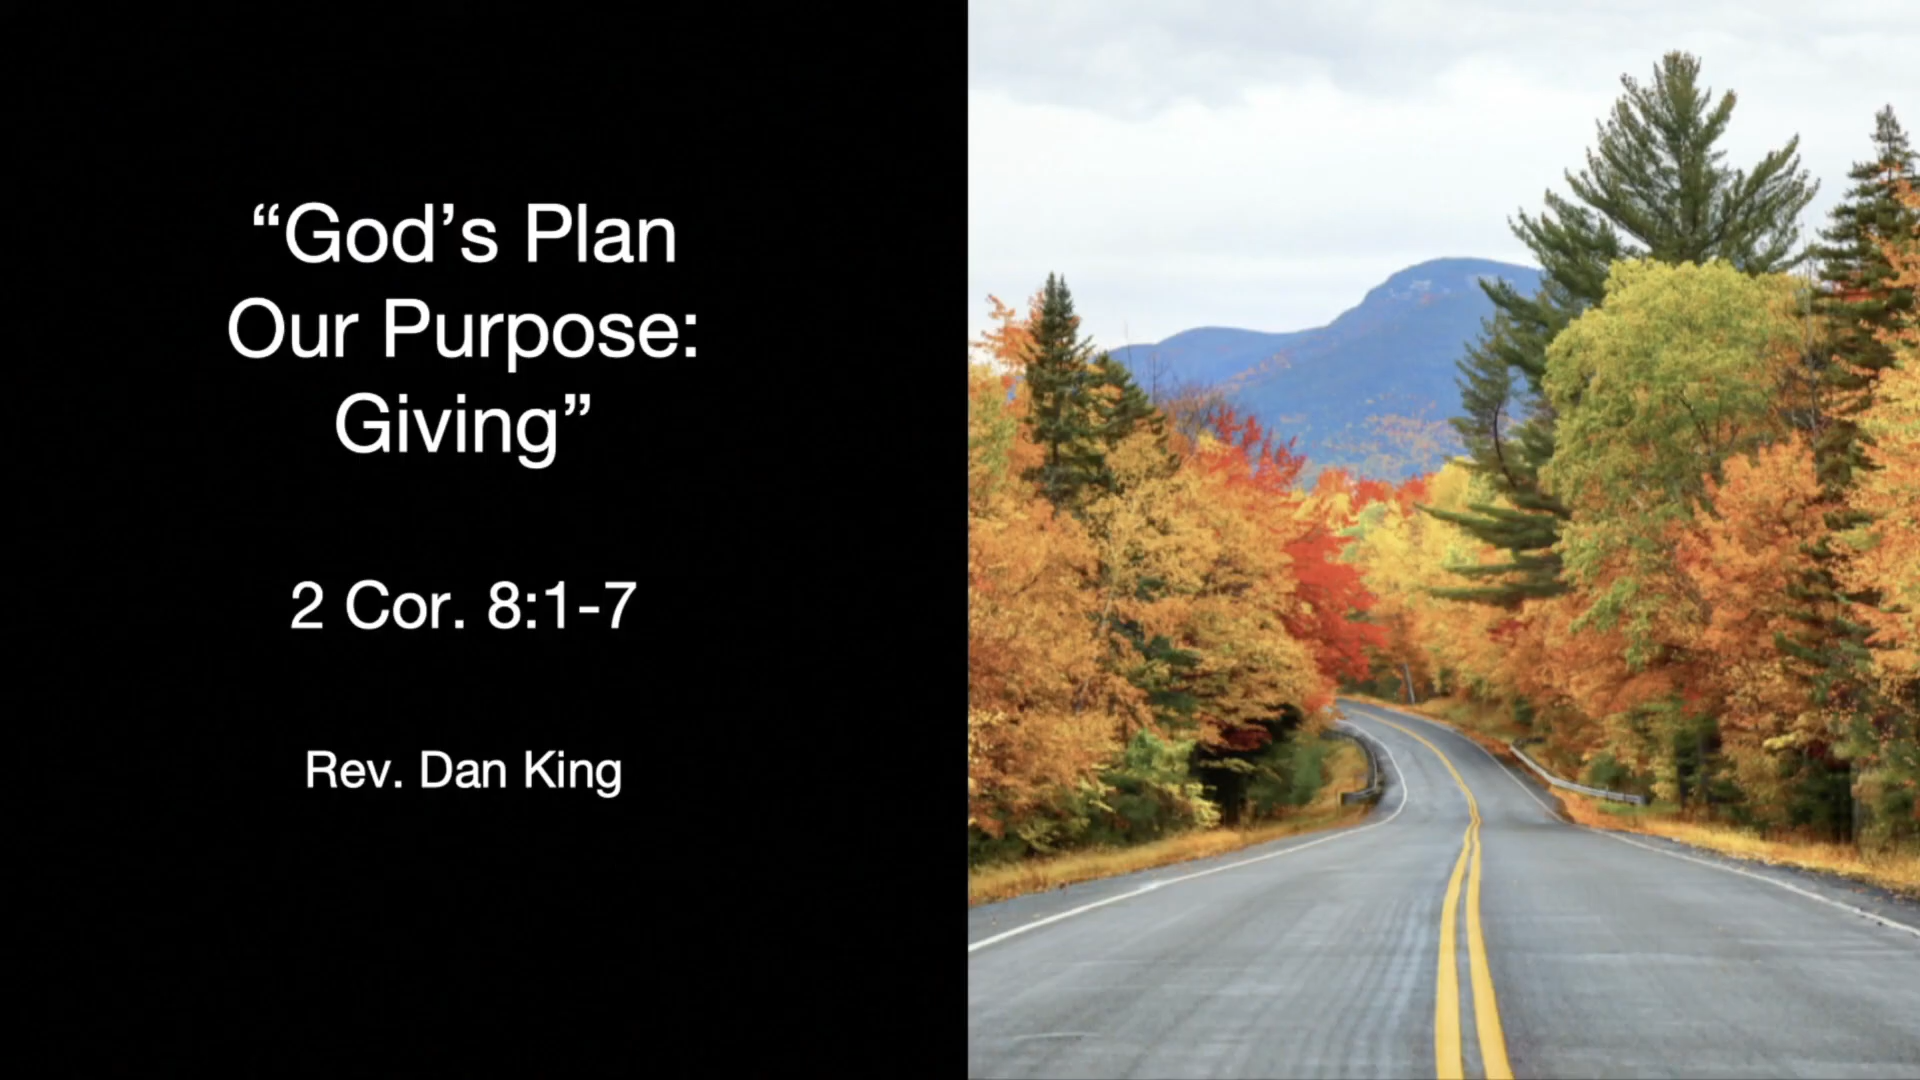 “God’s Plan
Our Purpose:
Giving”
2 Cor. 8:1-7
Rev. Dan King